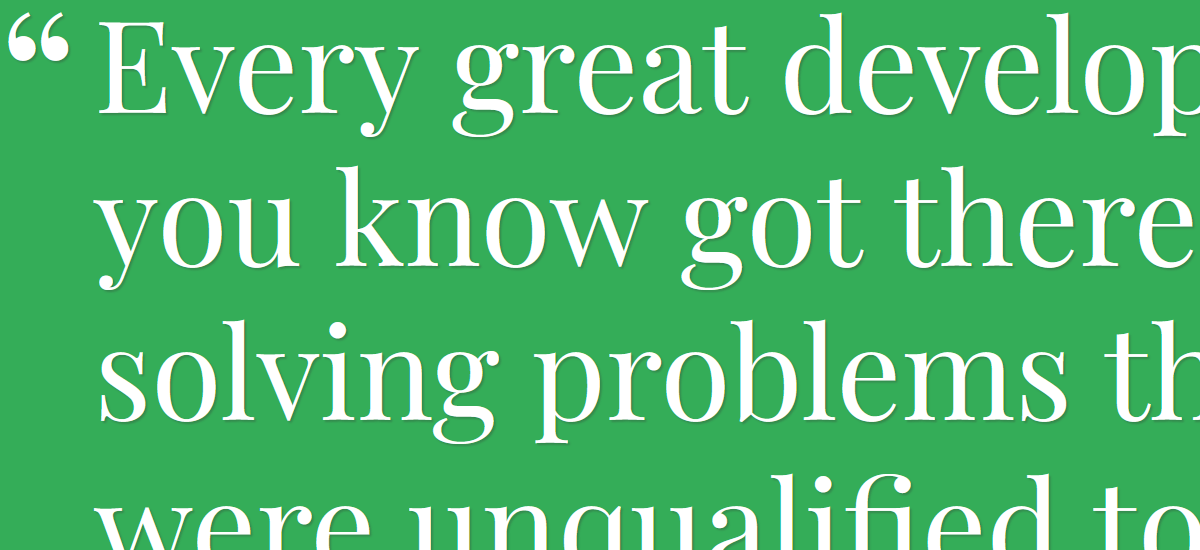 “Every great develop
you know got there
solving problems th
were unqualified to